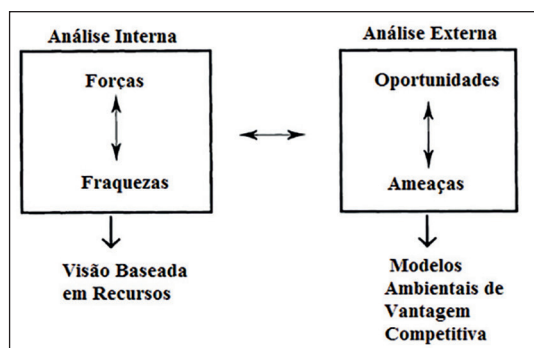 Análise Interna
Forças
Fraquezas
Visão Baseada
em Recursos
Análise Externa
Oportunidades
Ameaças
Modelos
Ambientais de
Vantagem
Competitiva